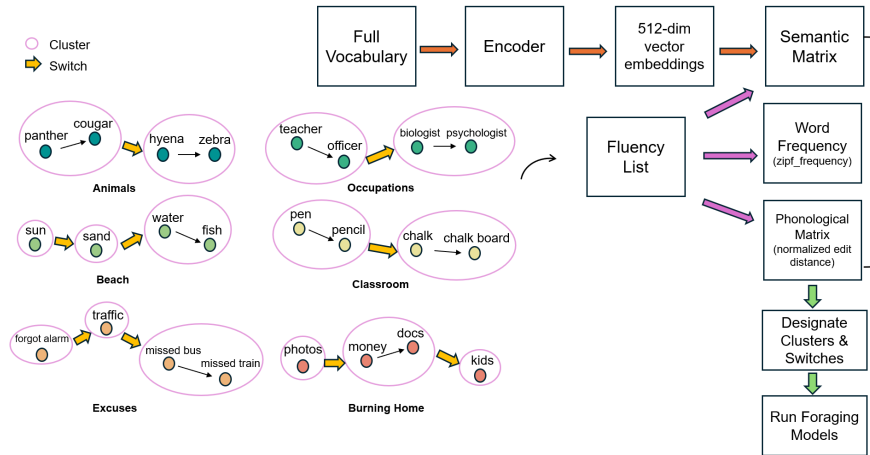 Cluster
Switch
panther
cougar
hyena
zebra
Animals
teacher
officer
biologist
psychologist
Occupations
sun
sand
water
fish
Beach
pen
pencil
chalk
chalk board
Classroom
forgot alarm
traffic
missed bus
missed train
Excuses
photos
money
docs
kids
Burning Home
Full
Vocabulary
Encoder
512-dim
vector
embeddings
Semantic
Matrix
Fluency
List
Word
Frequency
(zipf_frequency)
Phonological
Matrix
(normalized edit
distance)
Designate
Clusters &
Switches
Run Foraging
Models